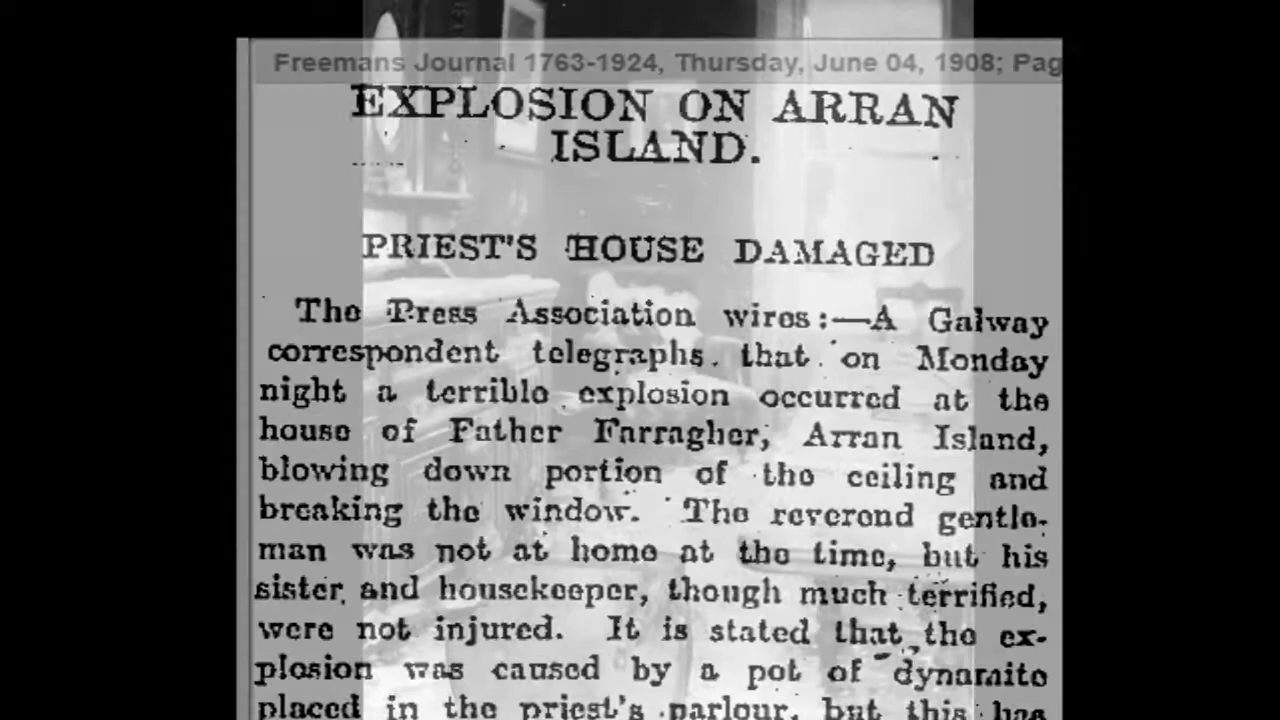 Freemans Journal 1763-1924, Thursday, June 04, 1908; Pag
EXPLOSION ON ARRAN
ISLAND.
PRIEST'S HOUSE DAMAGED
The Press Association wires:—A Galway
correspondent telegraphs that on Monday
night a terrible explosion occurred at the
house of Father Farragher, Arran Island,
blowing down portion of the ceiling and
breaking the window. The reverend gentle-
man was not at home at the time, but his
sister and housekeeper, though much terrified,
were not injured. It is stated that the ex-
plosion was caused by a pot of dynamite
placed in the priest's parlour, but this has